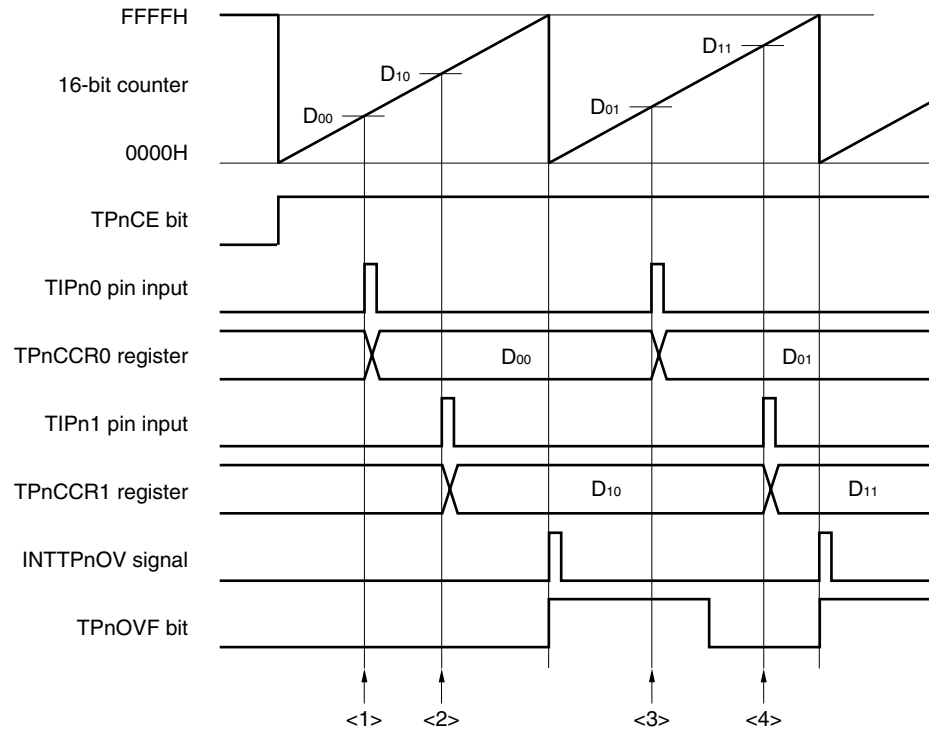 FFFFH
16-bit counter
0000H
D00
D10
D01
D11
TPnCE bit
TIPn0 pin input
TPnCCR0 register
D00
D01
TIPn1 pin input
TPnCCR1 register
D10
D11
INTTPnOV signal
TPnOVF bit
<1>
<2>
<3>
<4>